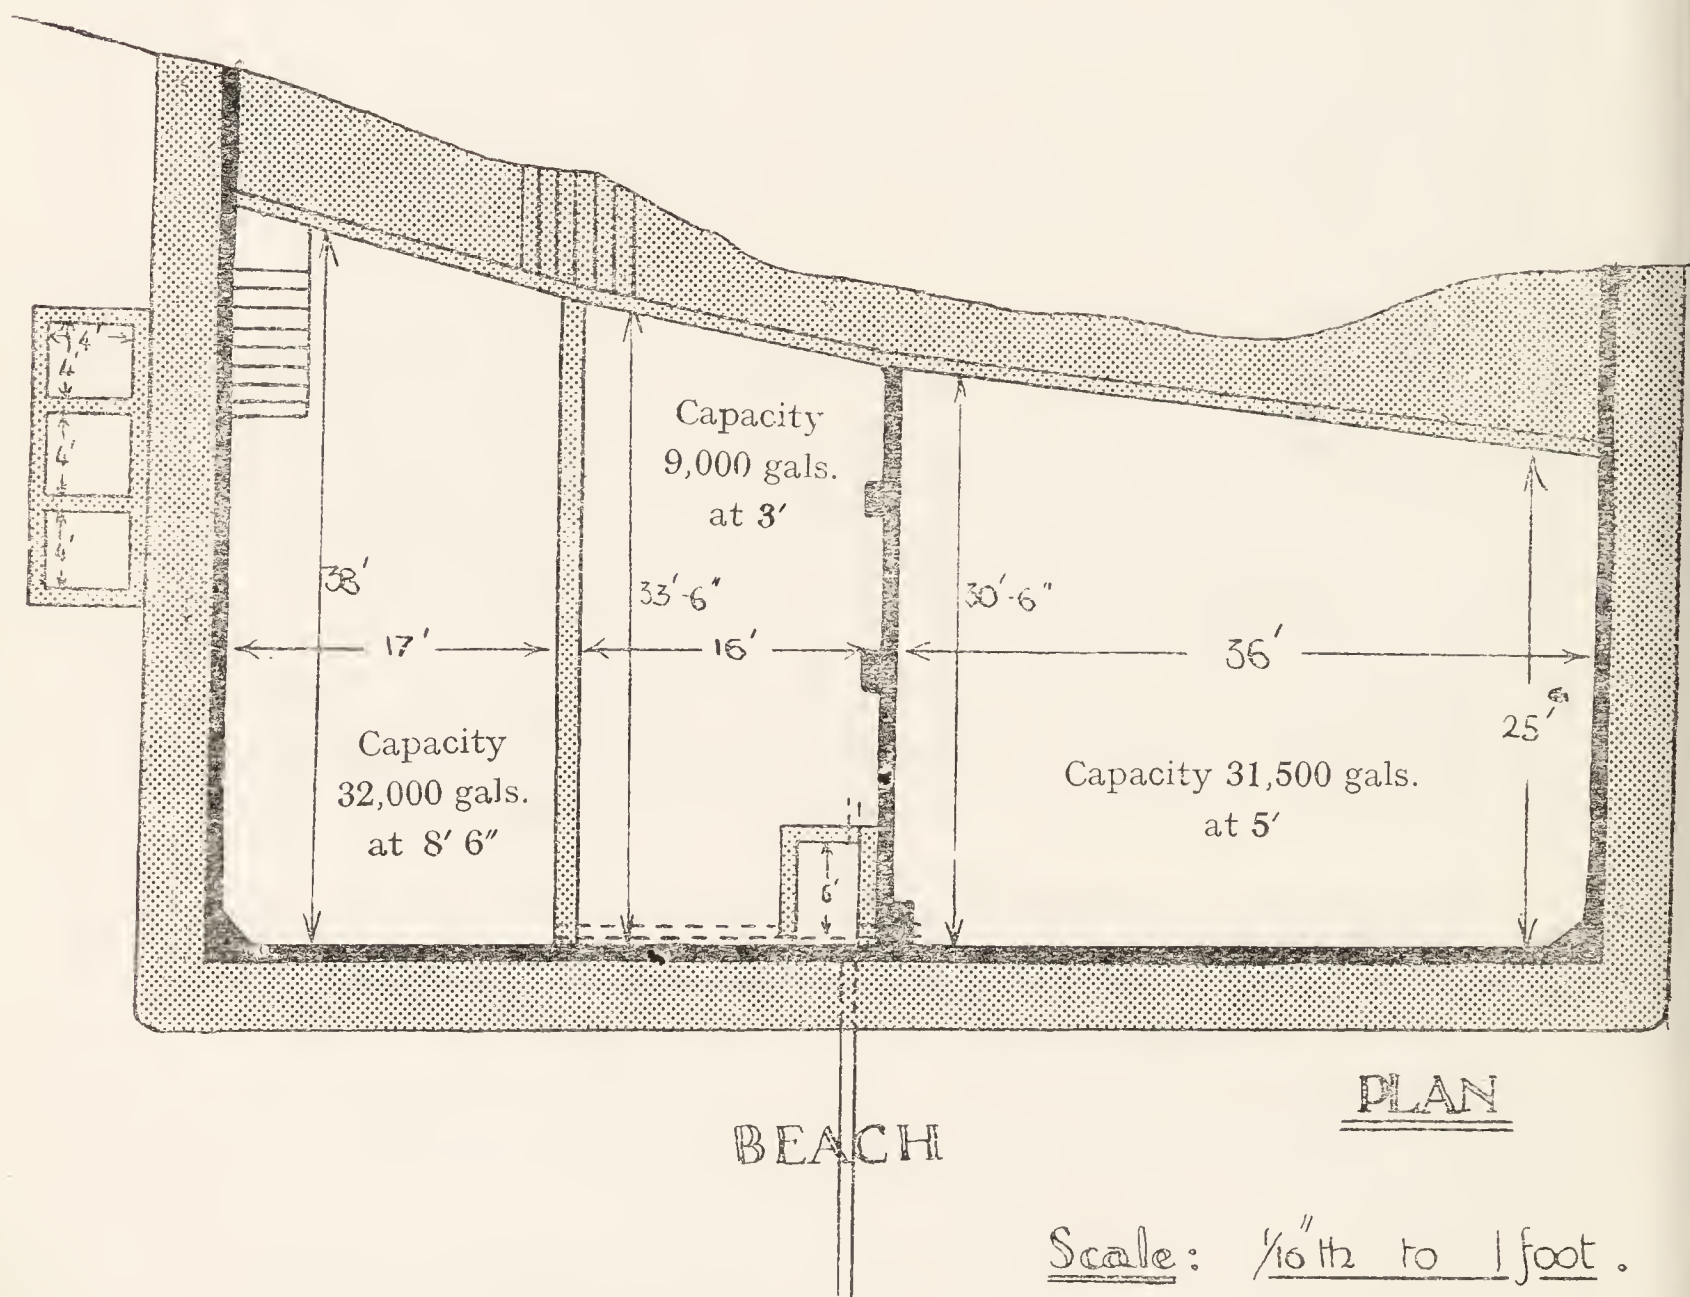 4'
4'
4'
4'
Capacity
9,000 gals.
at 3'
38'
33'-6"
30'-6"
17'
16'
36'
25'
Capacity
32,000 gals.
at 8' 6"
Capacity 31,500 gals.
at 5'
6'
PLAN
BEACH
Scale: 1/16"th to 1 foot.